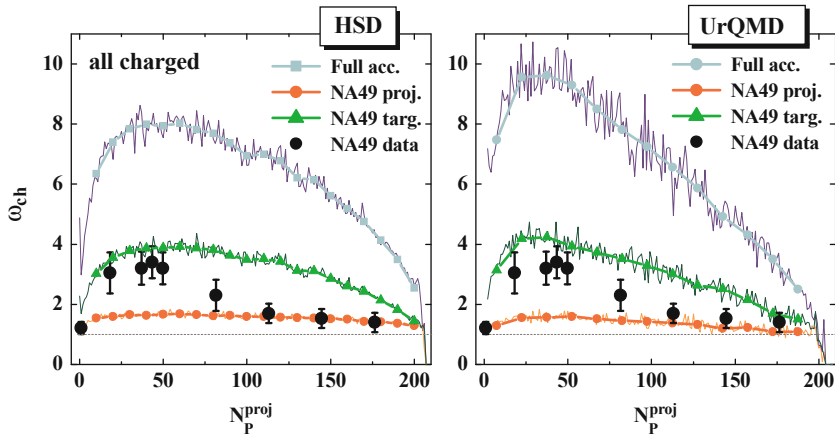 HSD
UrQMD
all charged
Full acc.
NA49 proj.
NA49 targ.
NA49 data
Full acc.
NA49 proj.
NA49 targ.
NA49 data
ω_ch
10
8
6
4
2
0
10
8
6
4
2
0
0 50 100 150 200
0 50 100 150 200
N_P^proj
N_P^proj